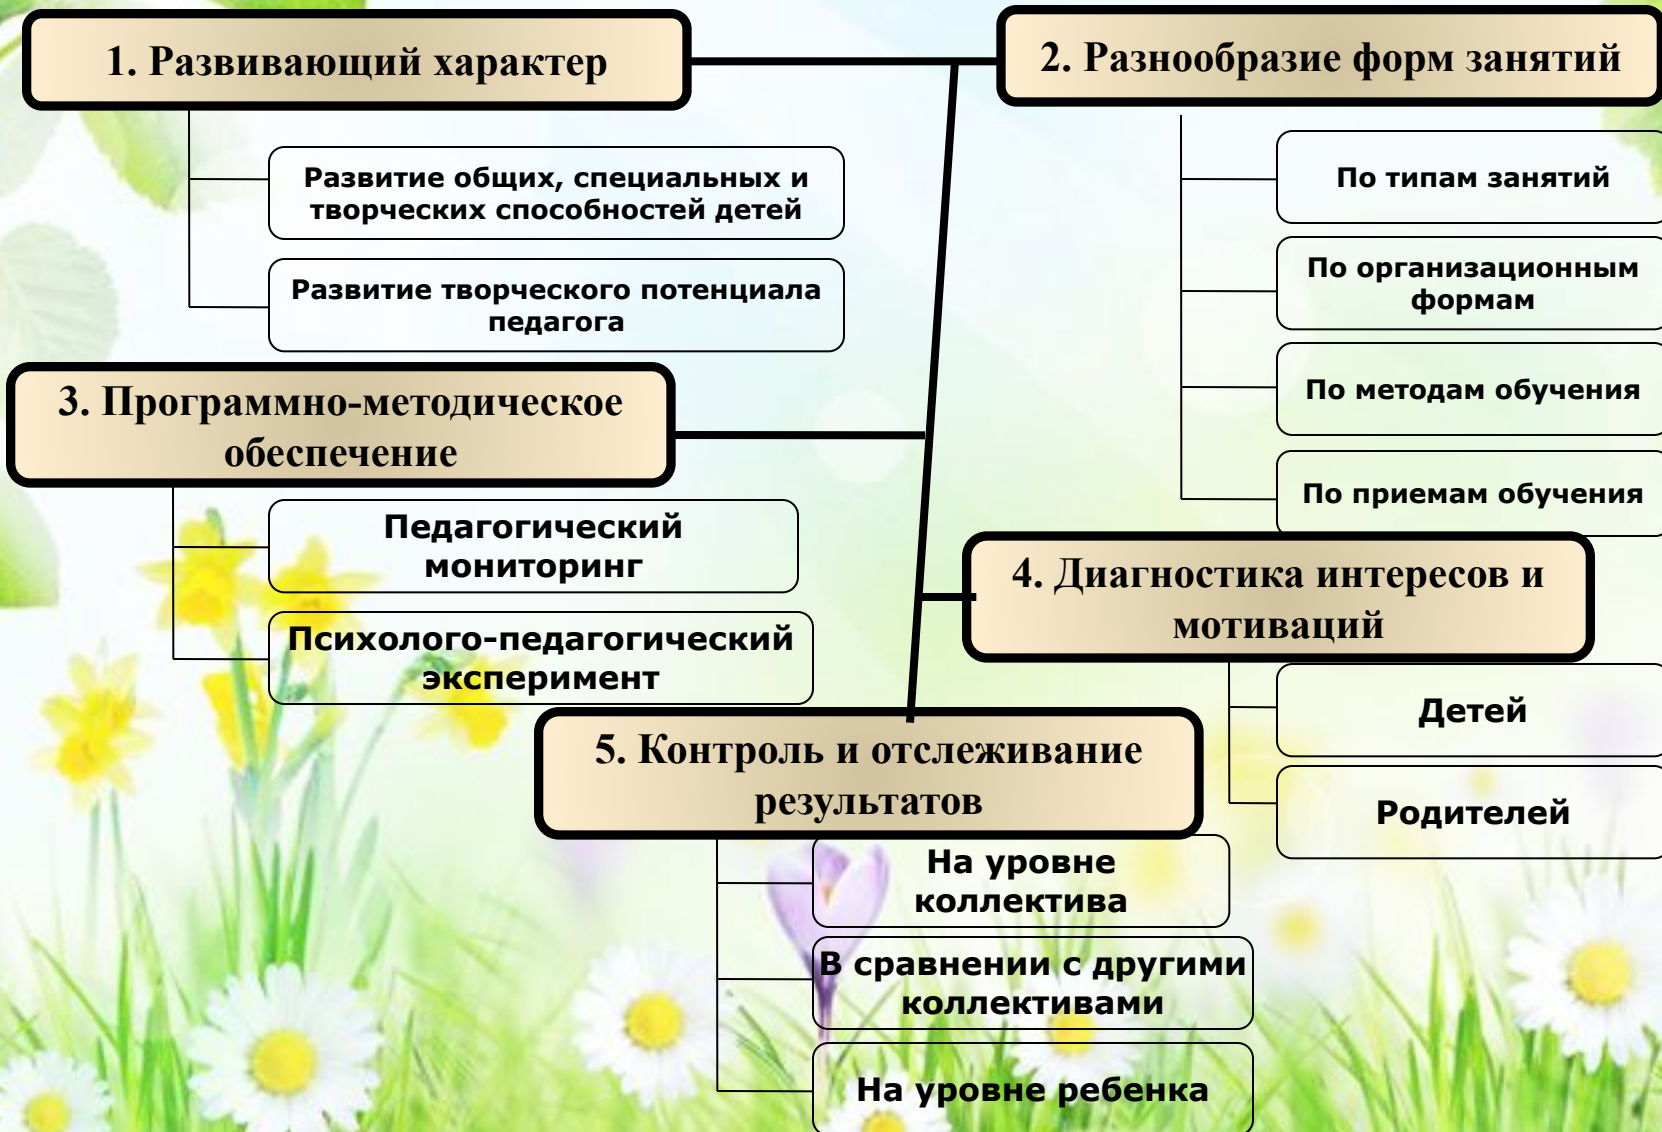 1. Развивающий характер
Развитие общих, специальных и
творческих способностей детей
Развитие творческого потенциала
педагога
2. Разнообразие форм занятий
По типам занятий
По организационным
формам
По методам обучения
По приемам обучения
3. Программно-методическое
обеспечение
Педагогический
мониторинг
Психолого-педагогический
эксперимент
4. Диагностика интересов и
мотиваций
Детей
Родителей
5. Контроль и отслеживание
результатов
На уровне
коллектива
В сравнении с другими
коллективами
На уровне ребенка